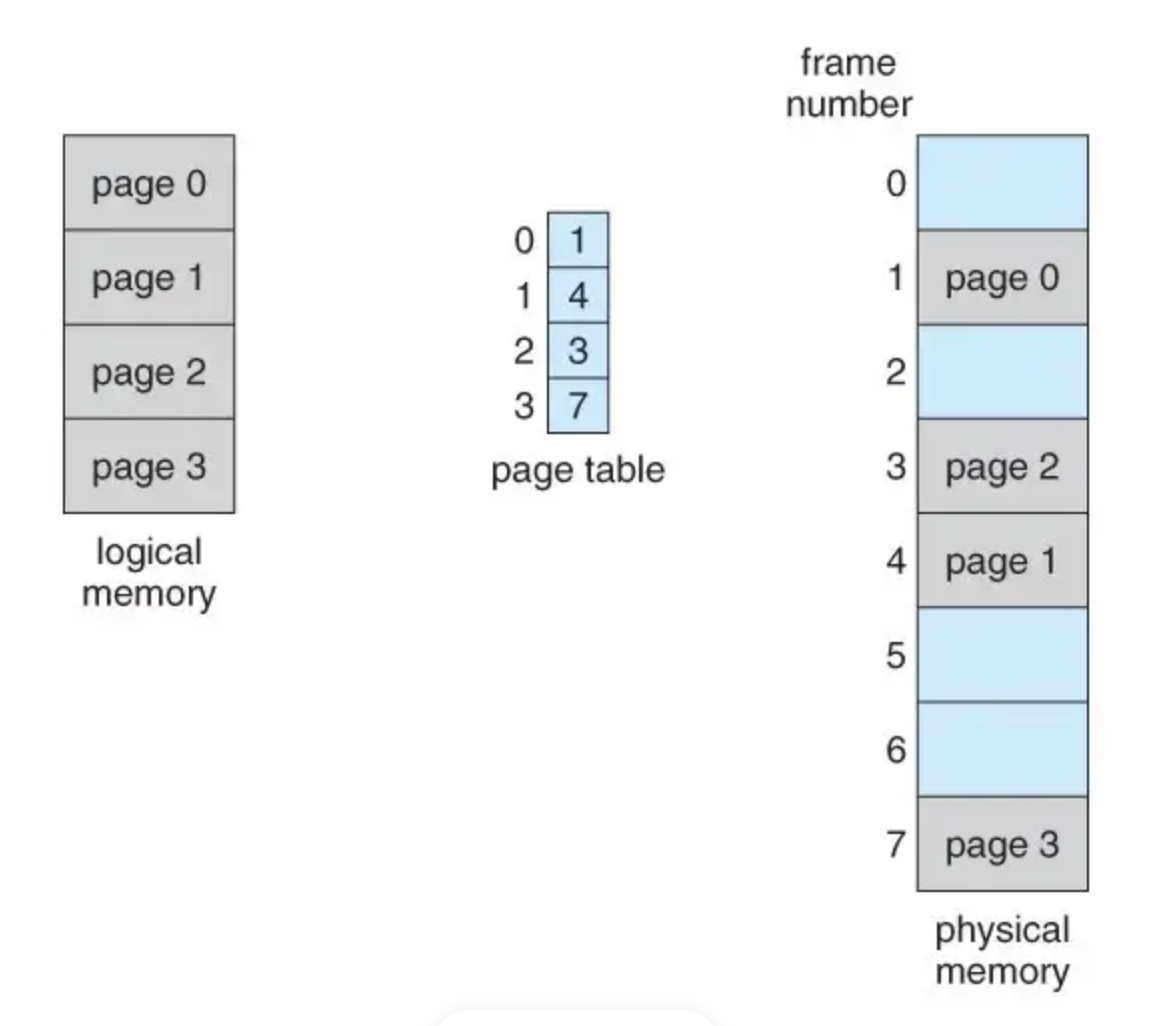 page 0
page 1
page 2
page 3
logical
memory
0 1
1 4
2 3
3 7
page table
frame
number
0
1 page 0
2
3 page 2
4 page 1
5
6
7 page 3
physical
memory